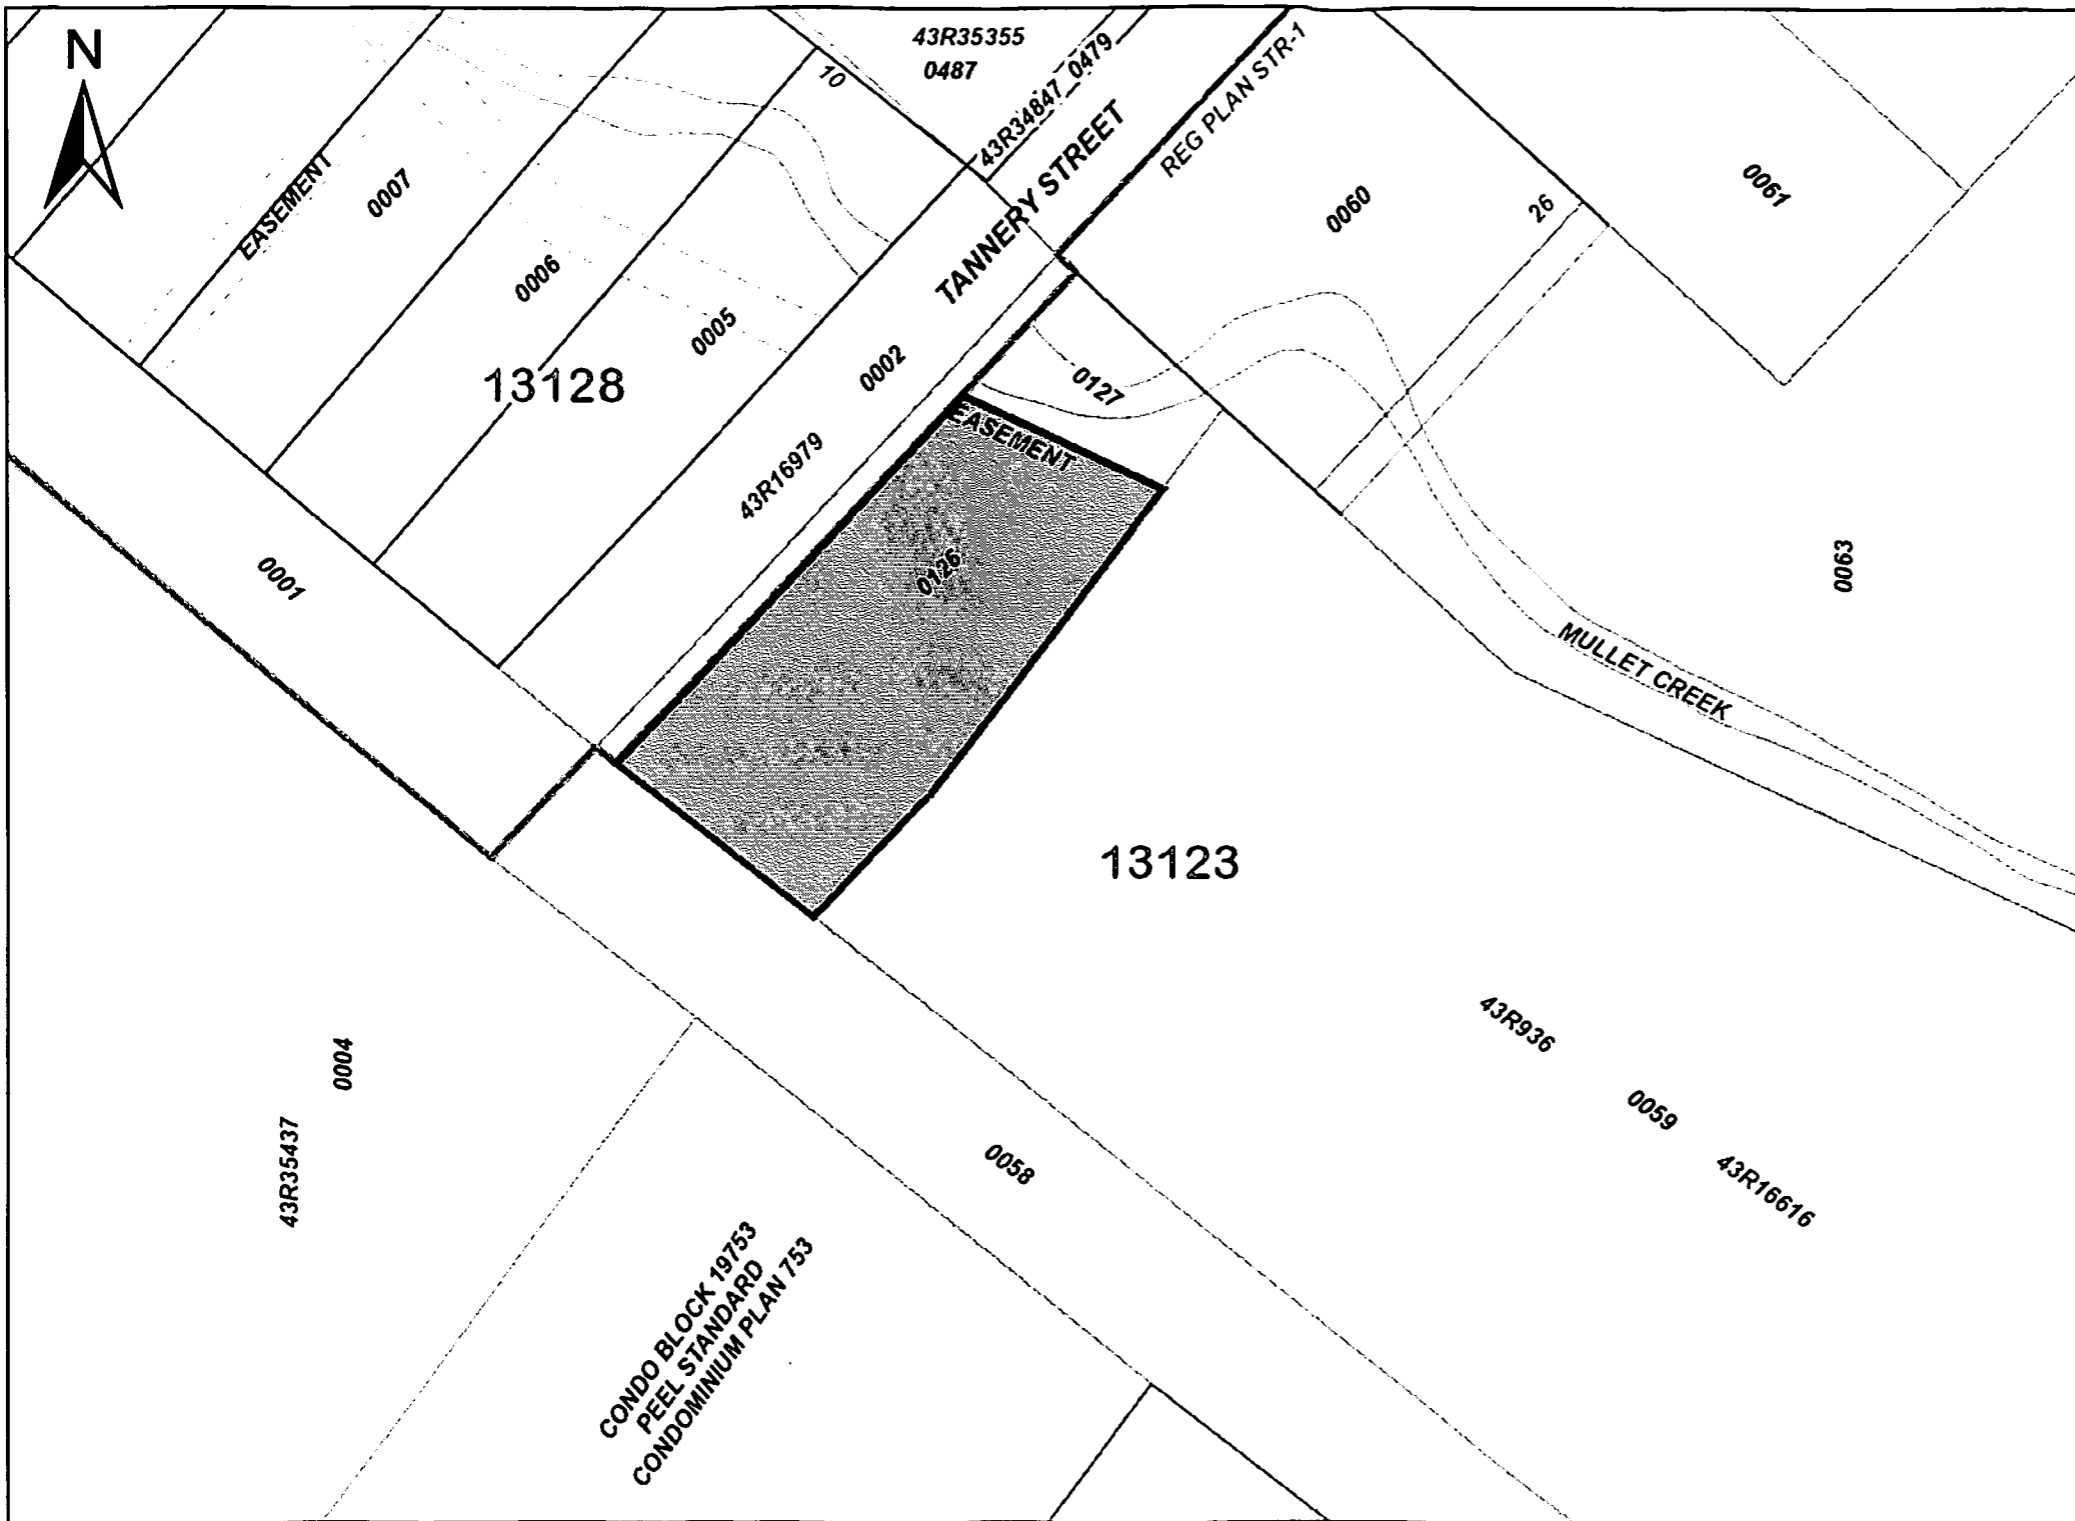 N
43R35355
0487
43R34847
0479
10
REG PLAN STR-1
TANNERY STREET
EASEMENT
0007
0006
0005
0002
0060
26
0061
13128
0127
EASEMENT
43R16979
0126
0001
0063
MULLET CREEK
13123
0004
43R35437
43R936
0059
43R16616
0058
CONDO BLOCK 19753
PEEL STANDARD
CONDOMINIUM PLAN 753